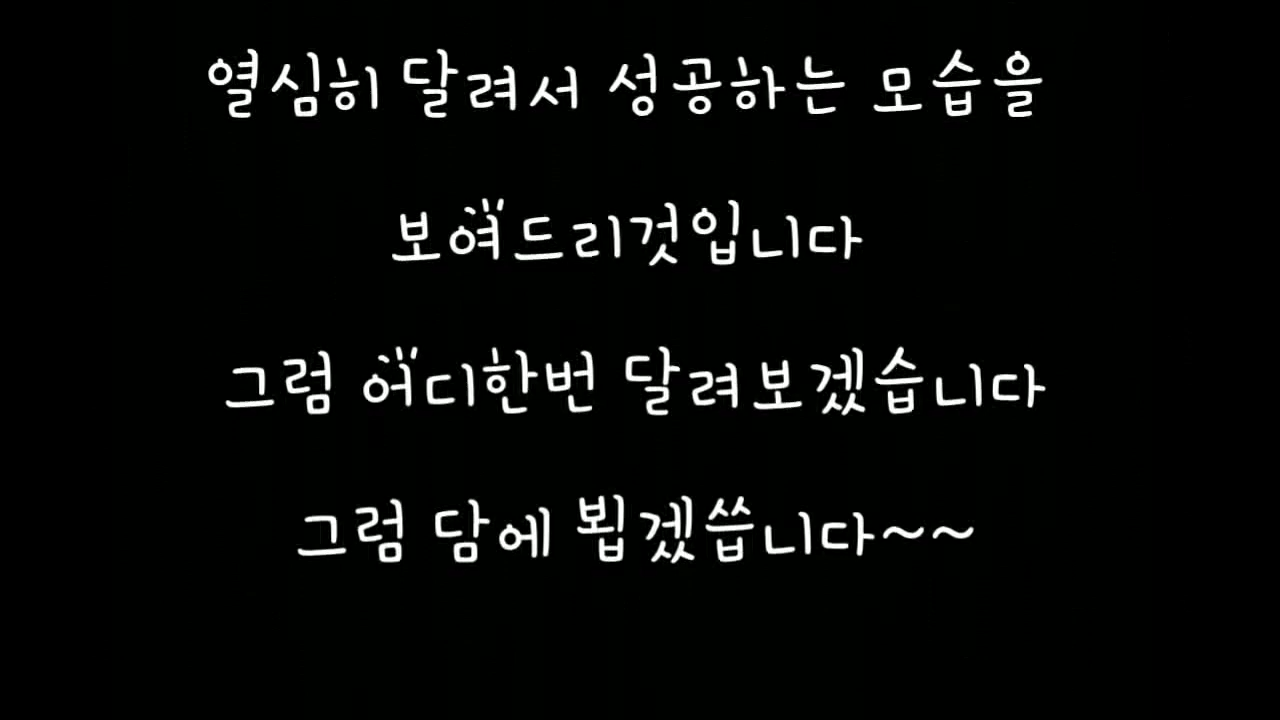 열심히 달려서 성공하는 모습을
보여드리것입니다
그럼 어디한번 달려보겠습니다
그럼 담에 뵙겠씁니다~~